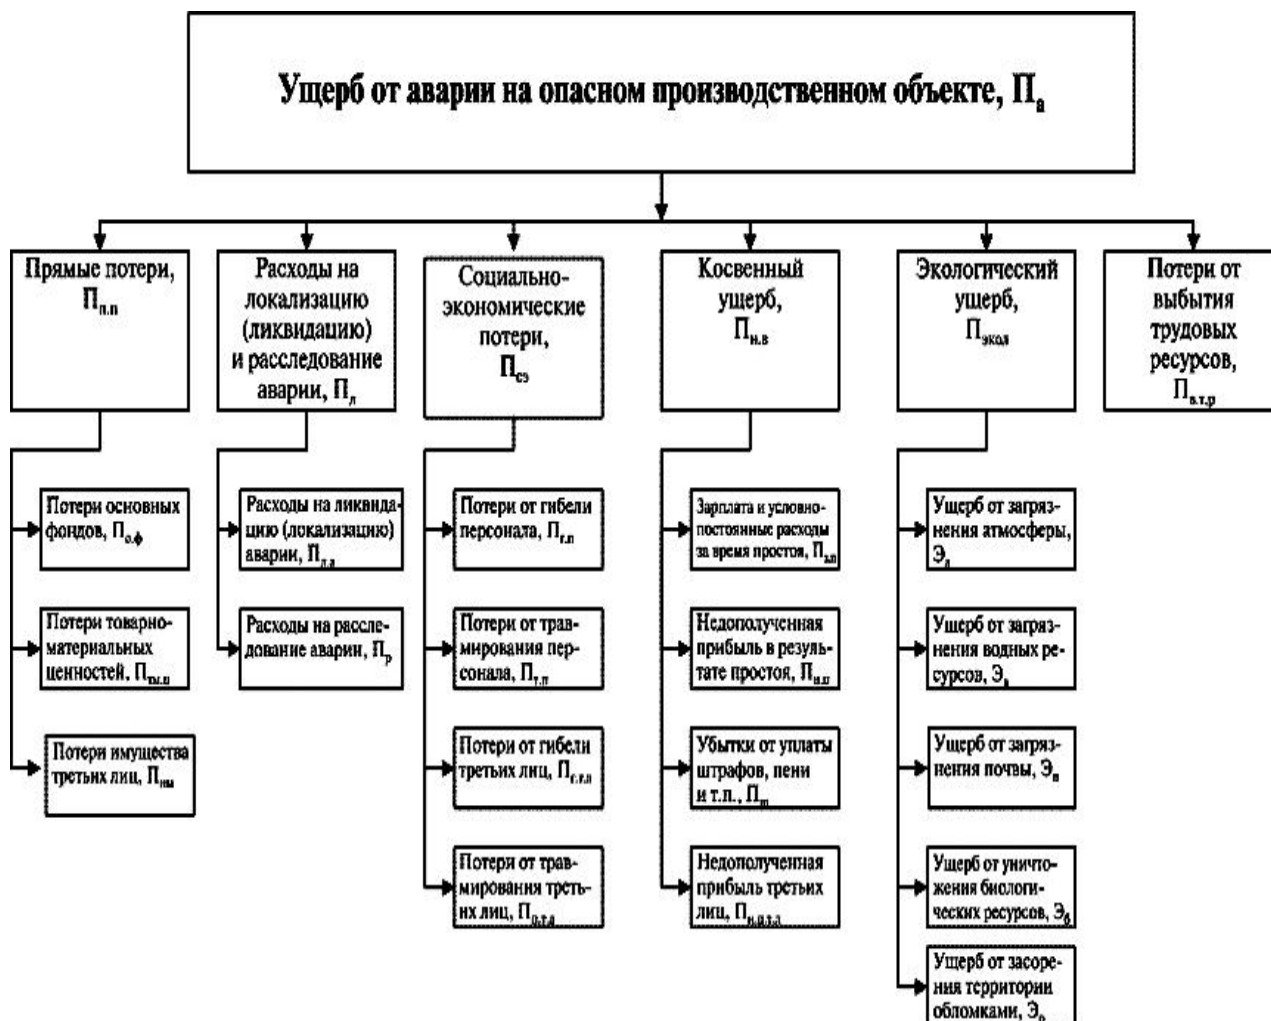 Ущерб от аварии на опасном производственном объекте, Па
Прямые потери,
Пп.п
Расходы на
локализацию
(ликвидацию)
и расследование
аварии, Пл
Социально-
экономические
потери,
Псэ
Косвенный
ущерб,
Пн.в
Экологический
ущерб,
Пэкол
Потери от
выбытия
трудовых
ресурсов,
Пв.т.р
Потери основных
фондов, По.ф
Потери товарно-
материальных
ценностей, Птм.ц
Потери имущества
третьих лиц, Пим
Расходы на ликвида-
цию (локализацию)
аварии, Пл.а
Расходы на рассле-
дование аварии, Пр
Потери от гибели
персонала, Пг.п
Потери от трав-
мирования пер-
сонала, Пт.п
Потери от гибели
третьих лиц, Пг.т.л
Потери от трав-
мирования треть-
их лиц,
Зарплата и условно-
постоянные расходы
за время простоя, Пз.п
Недополученная
прибыль в резуль-
тате простоя, Пн.п
Убытки от уплаты
штрафов, пени
и т.п., Пш
Недополученная
прибыль третьих
лиц, Пн.п.т.л
Ущерб от загряз-
нения атмосферы,
Эа
Ущерб от загряз-
нения водных ре-
сурсов, Эв
Ущерб от загряз-
нения почвы, Эп
Ущерб от уничто-
жения биологи-
ческих ресурсов, Эб
Ущерб от засоре-
ния территории
обломками, Эо